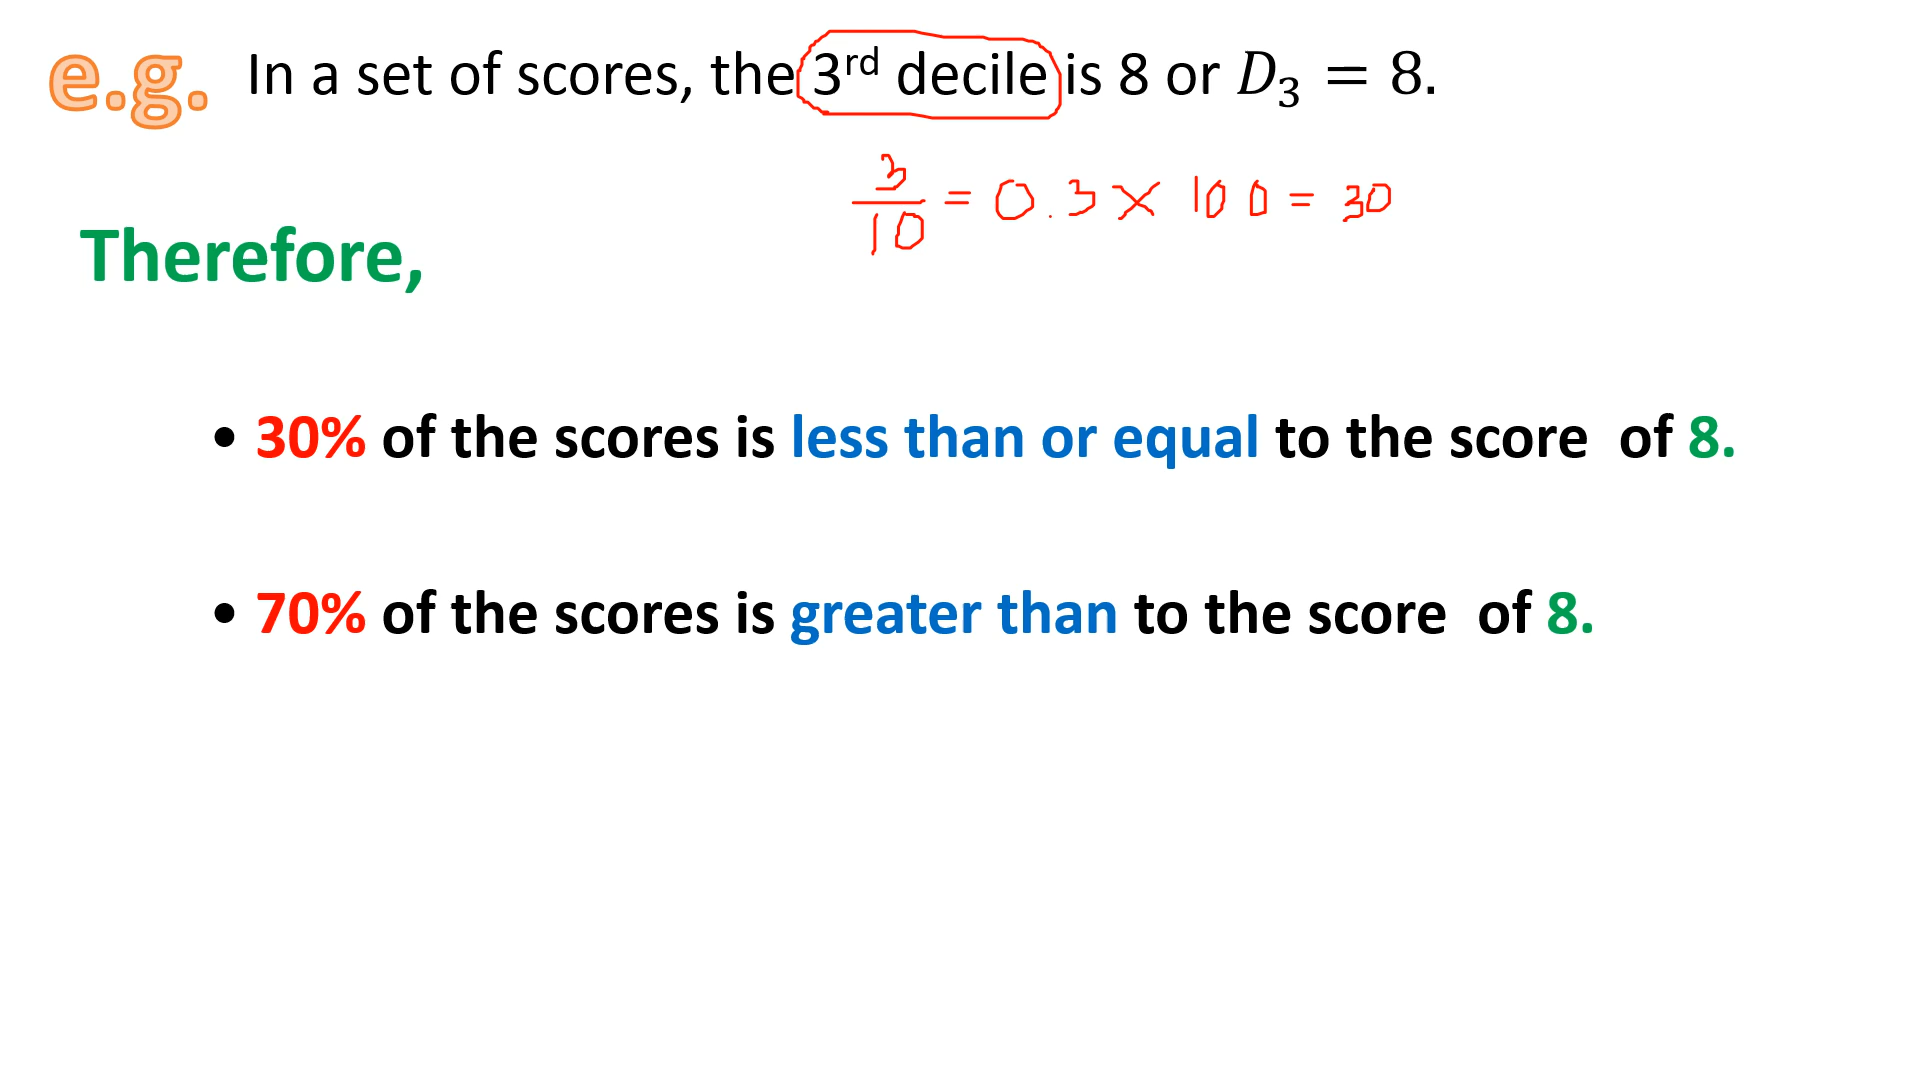 e.g. In a set of scores, the 3rd decile is 8 or D₃ = 8.
3/10 = 0.3 × 100 = 30
Therefore,
• 30% of the scores is less than or equal to the score of 8.
• 70% of the scores is greater than to the score of 8.